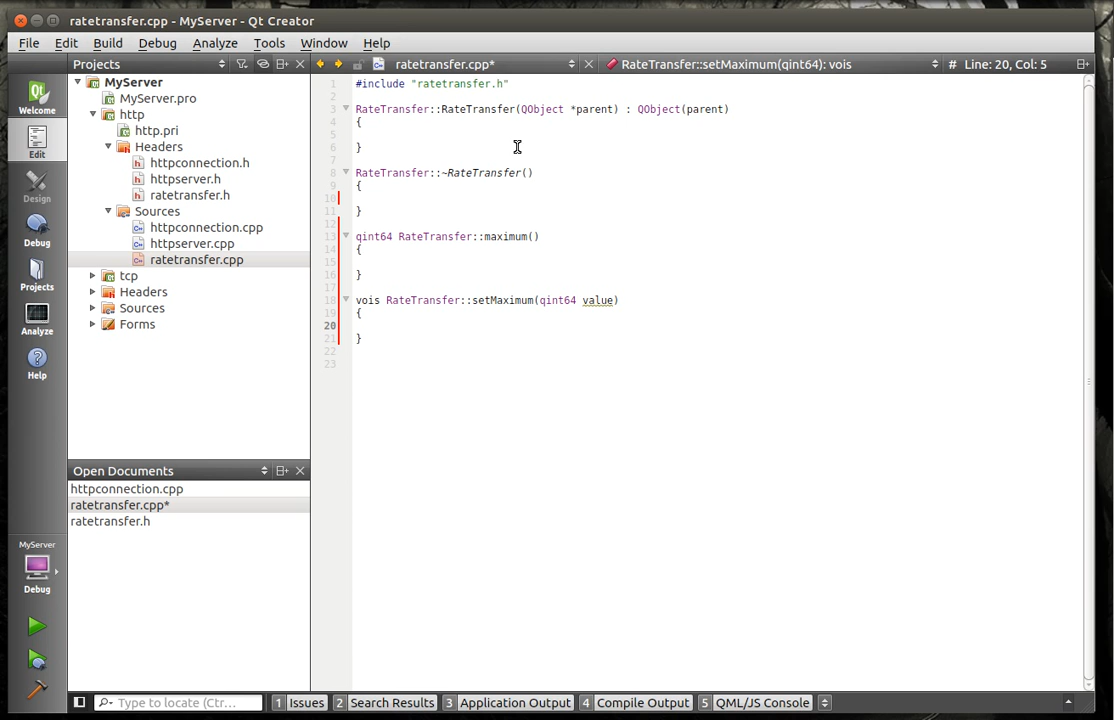 ratetransfer.cpp - MyServer - Qt Creator
File Edit Build Debug Analyze Tools Window Help
Projects
ratetransfer.cpp*
RateTransfer::setMaximum(qint64): vois
# Line: 20, Col: 5
Qt
Welcome
Edit
Design
Debug
Projects
Analyze
Help
MyServer
Debug
MyServer
MyServer.pro
http
http.pri
Headers
httpconnection.h
httpserver.h
ratetransfer.h
Sources
httpconnection.cpp
httpserver.cpp
ratetransfer.cpp
tcp
Headers
Sources
Forms
Open Documents
httpconnection.cpp
ratetransfer.cpp*
ratetransfer.h
1 #include "ratetransfer.h"
2
3 RateTransfer::RateTransfer(QObject *parent) : QObject(parent)
4 {
5
6 }
7
8 RateTransfer::~RateTransfer()
9 {
10
11 }
12
13 qint64 RateTransfer::maximum()
14 {
15
16 }
17
18 vois RateTransfer::setMaximum(qint64 value)
19 {
20
21 }
22
23
Type to locate (Ctr...
1 Issues 2 Search Results 3 Application Output 4 Compile Output 5 QML/JS Console